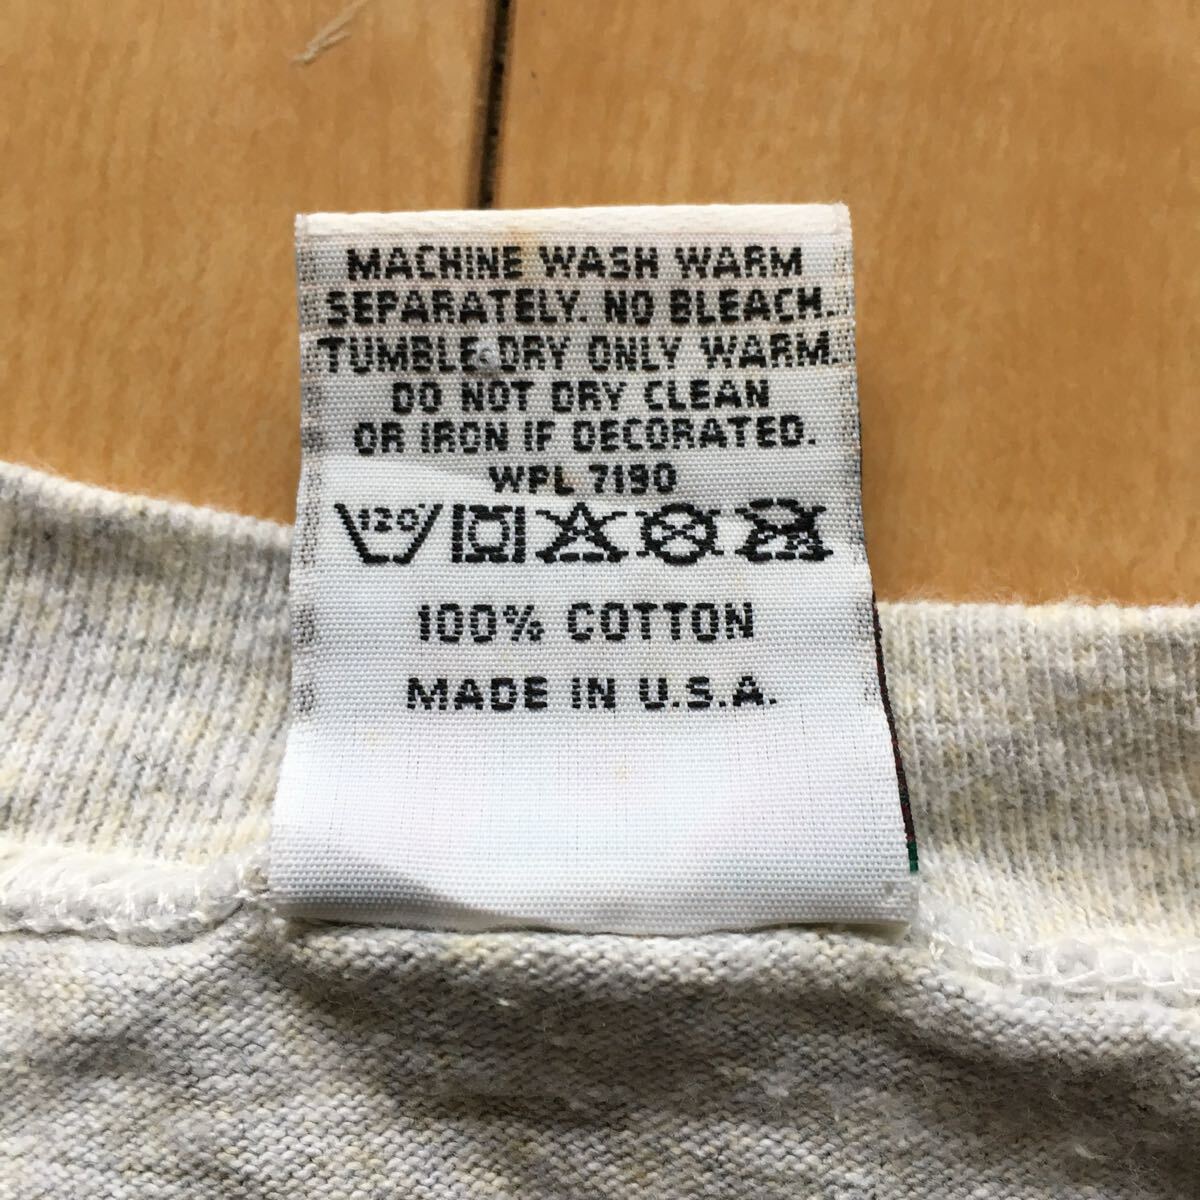 MACHINE WASH WARM
SEPARATELY. NO BLEACH.
TUMBLE DRY ONLY WARM.
DO NOT DRY CLEAN
OR IRON IF DECORATED.
WPL 7190
120
100% COTTON
MADE IN U.S.A.